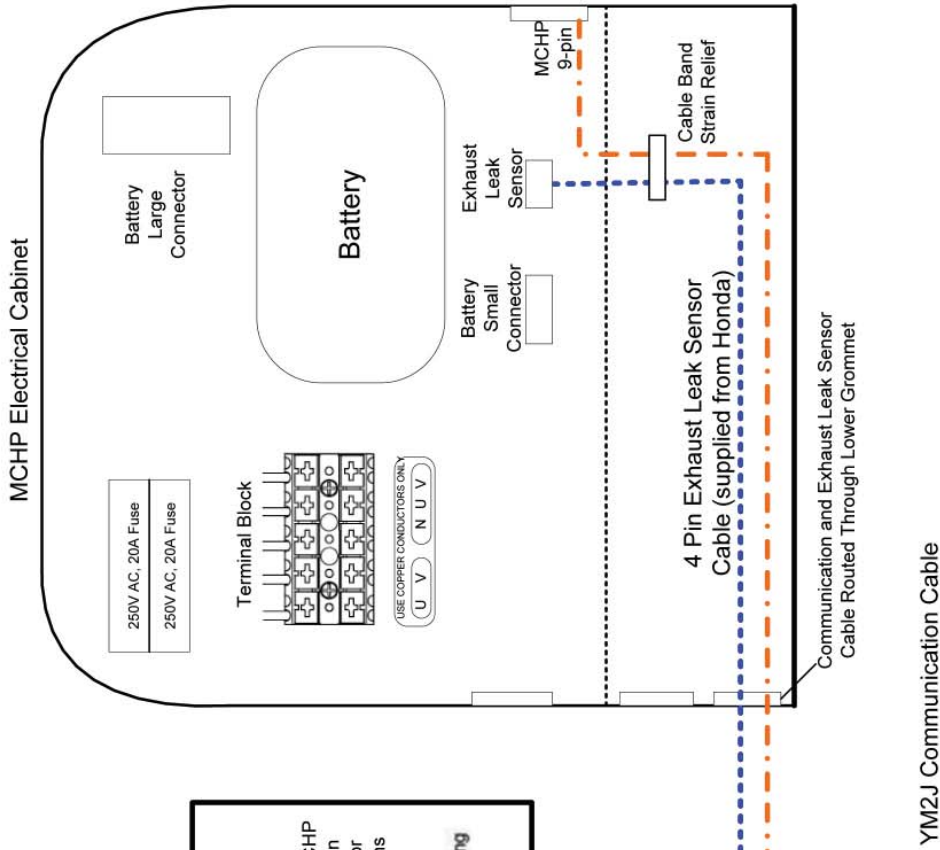 MCHP Electrical Cabinet
250V AC, 20A Fuse
250V AC, 20A Fuse
Terminal Block
USE COPPER CONDUCTORS ONLY
U V
N U V
Battery
Large
Connector
Battery
Battery
Small
Connector
Exhaust
Leak
Sensor
MCHP
9-pin
4 Pin Exhaust Leak Sensor
Cable (supplied from Honda)
Cable Band
Strain Relief
Communication and Exhaust Leak Sensor
Cable Routed Through Lower Grommet
YM2J Communication Cable